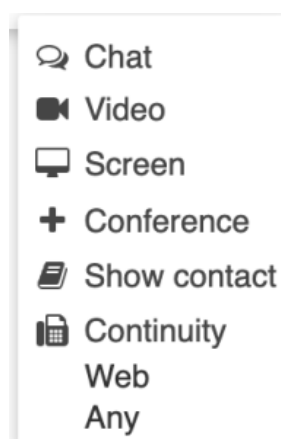 Chat
Video
Screen
Conference
Show contact
Continuity
Web
Any